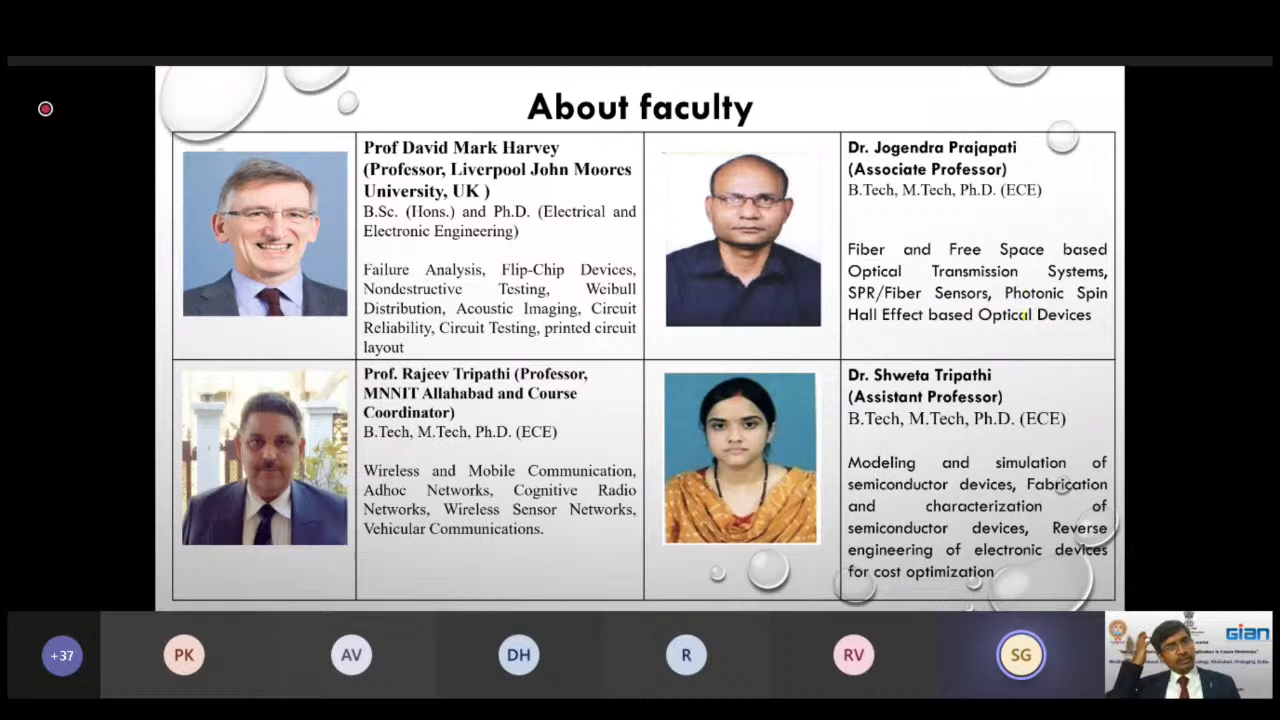 About faculty
Prof David Mark Harvey
(Professor, Liverpool John Moores
University, UK )
B.Sc. (Hons.) and Ph.D. (Electrical and
Electronic Engineering)
Failure Analysis, Flip-Chip Devices,
Nondestructive Testing, Weibull
Distribution, Acoustic Imaging, Circuit
Reliability, Circuit Testing, printed circuit
layout
Dr. Jogendra Prajapati
(Associate Professor)
B.Tech, M.Tech, Ph.D. (ECE)
Fiber and Free Space based
Optical Transmission Systems,
SPR/Fiber Sensors, Photonic Spin
Hall Effect based Optical Devices
Prof. Rajeev Tripathi (Professor,
MNNIT Allahabad and Course
Coordinator)
B.Tech, M.Tech, Ph.D. (ECE)
Wireless and Mobile Communication,
Adhoc Networks, Cognitive Radio
Networks, Wireless Sensor Networks,
Vehicular Communications.
Dr. Shweta Tripathi
(Assistant Professor)
B.Tech, M.Tech, Ph.D. (ECE)
Modeling and simulation of
semiconductor devices, Fabrication
and characterization of
semiconductor devices, Reverse
engineering of electronic devices
for cost optimization
+37
PK
AV
DH
R
RV
SG
GIAN